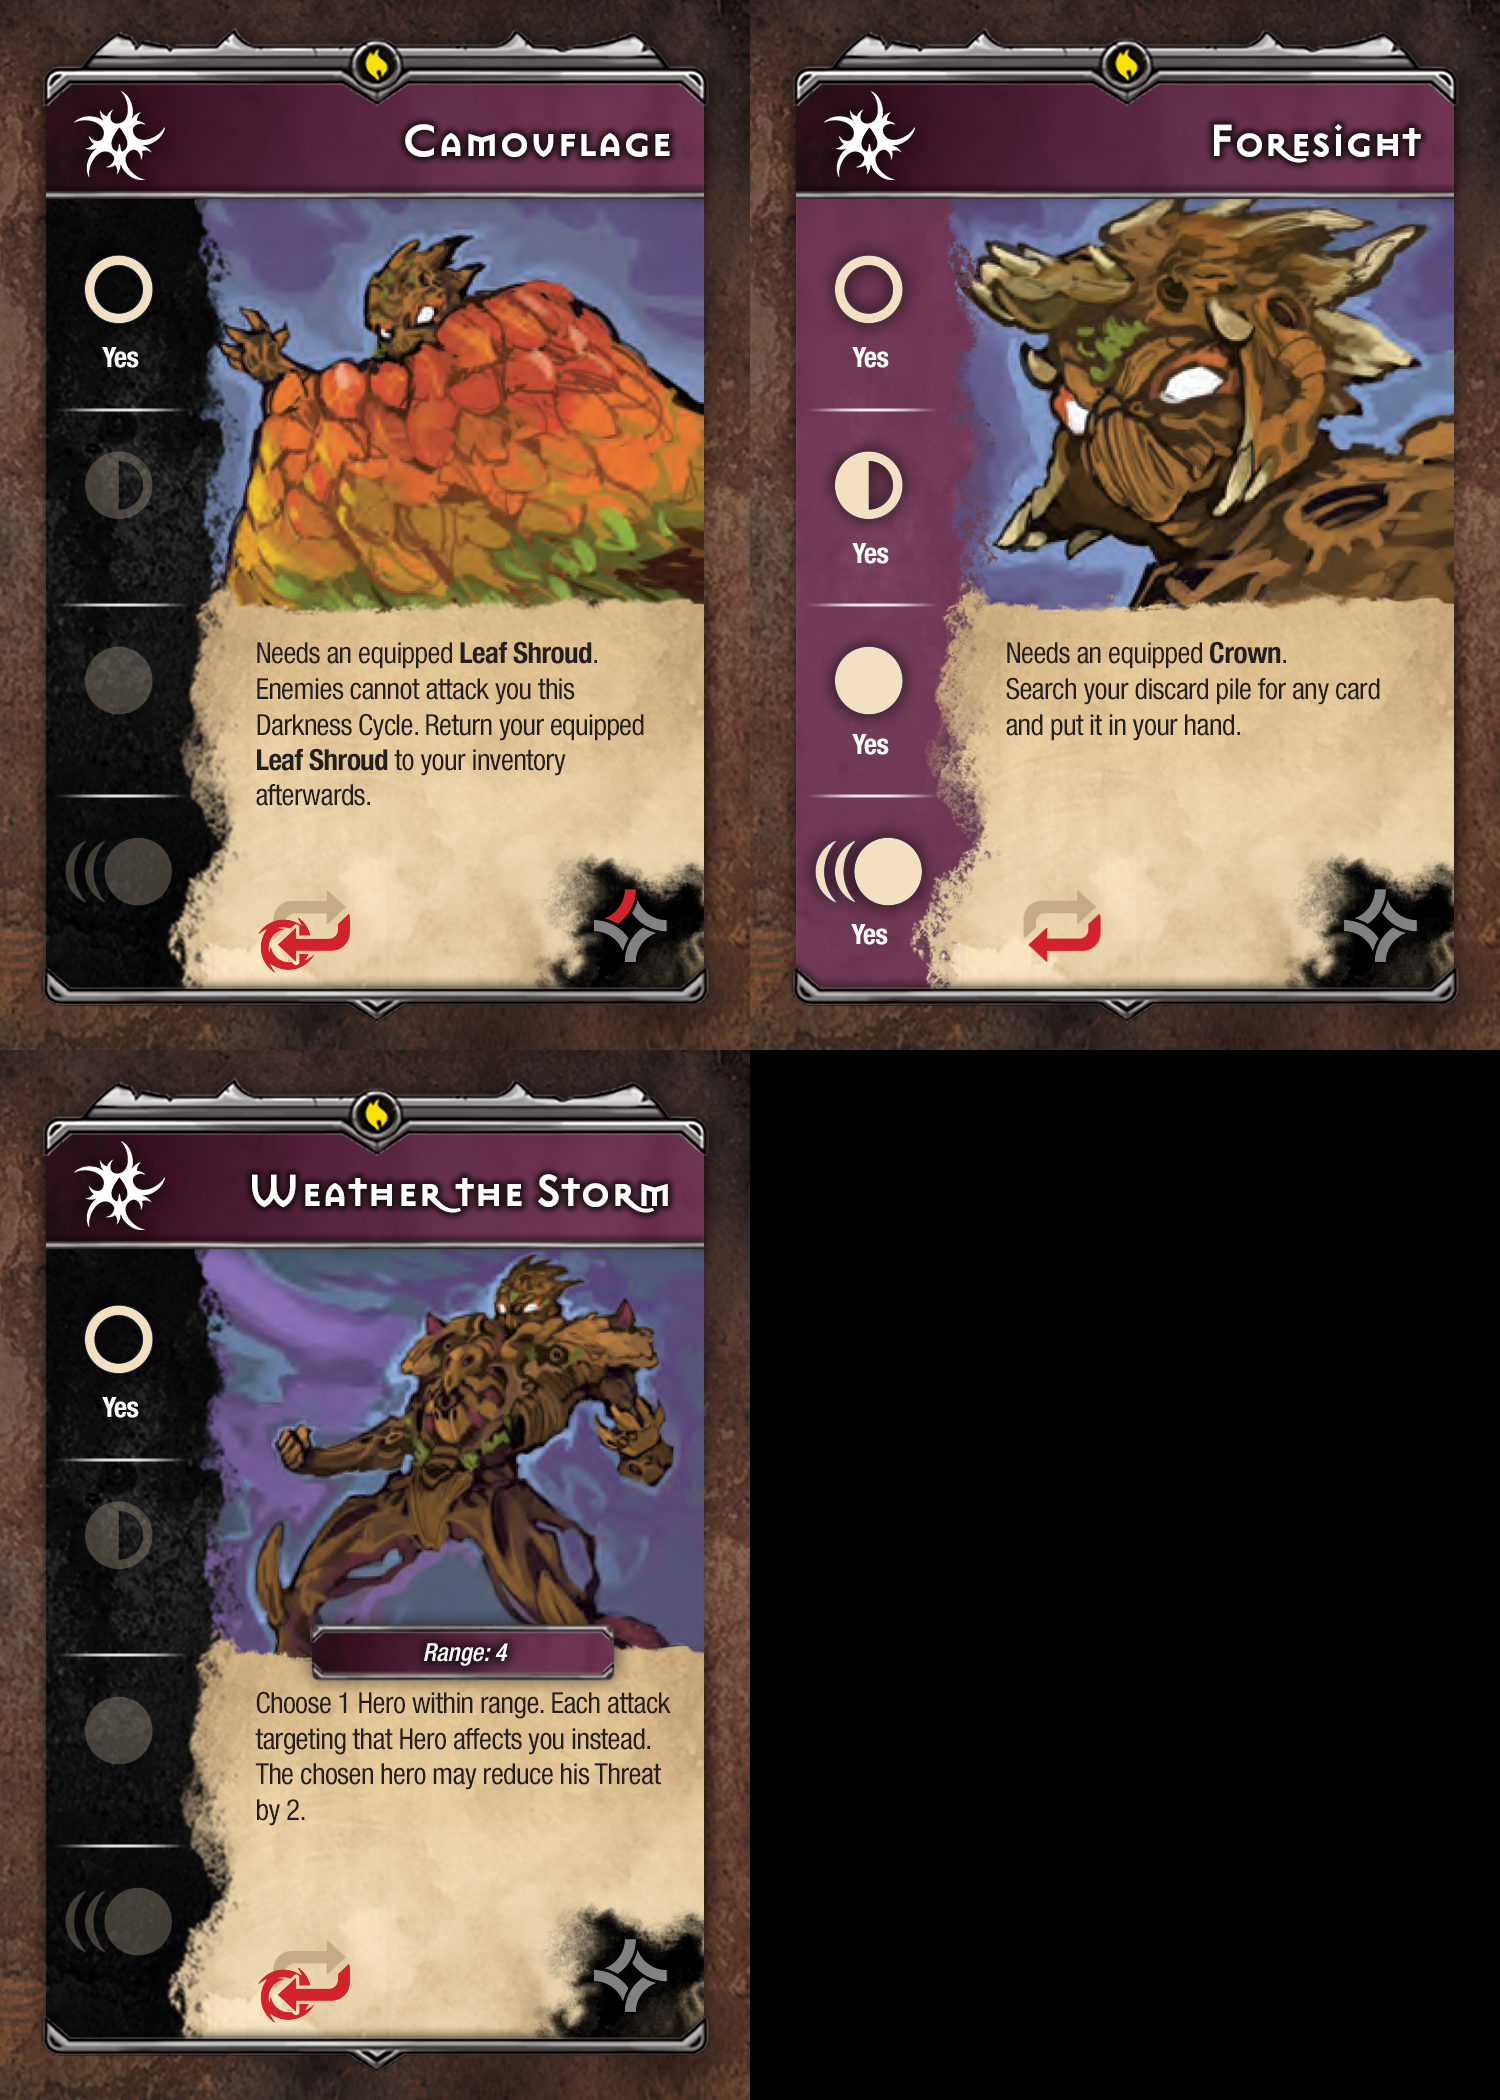 Camouflage
Yes
Needs an equipped Leaf Shroud.
Enemies cannot attack you this
Darkness Cycle. Return your equipped
Leaf Shroud to your inventory
afterwards.
Foresight
Yes
Yes
Yes
Yes
Needs an equipped Crown.
Search your discard pile for any card
and put it in your hand.
Weather the Storm
Yes
Range: 4
Choose 1 Hero within range. Each attack
targeting that Hero affects you instead.
The chosen hero may reduce his Threat
by 2.